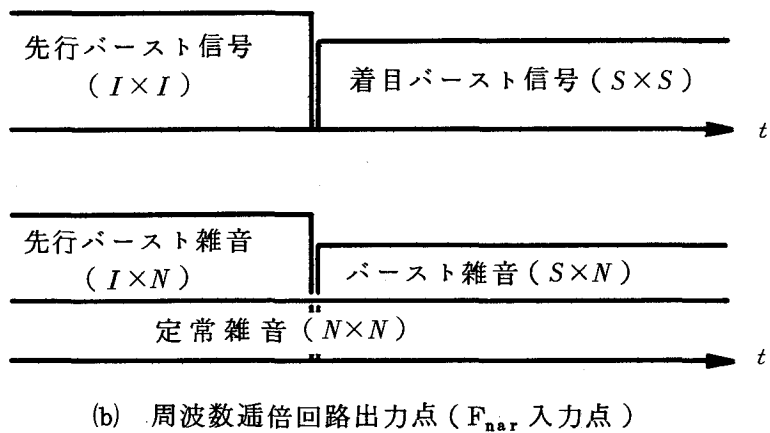 先行バースト信号
( I×I )
着目バースト信号 ( S×S )
t
先行バースト雑音
( I×N )
バースト雑音 ( S×N )
定常雑音 ( N×N )
t
(b) 周波数逓倍回路出力点 ( Fnar 入力点 )